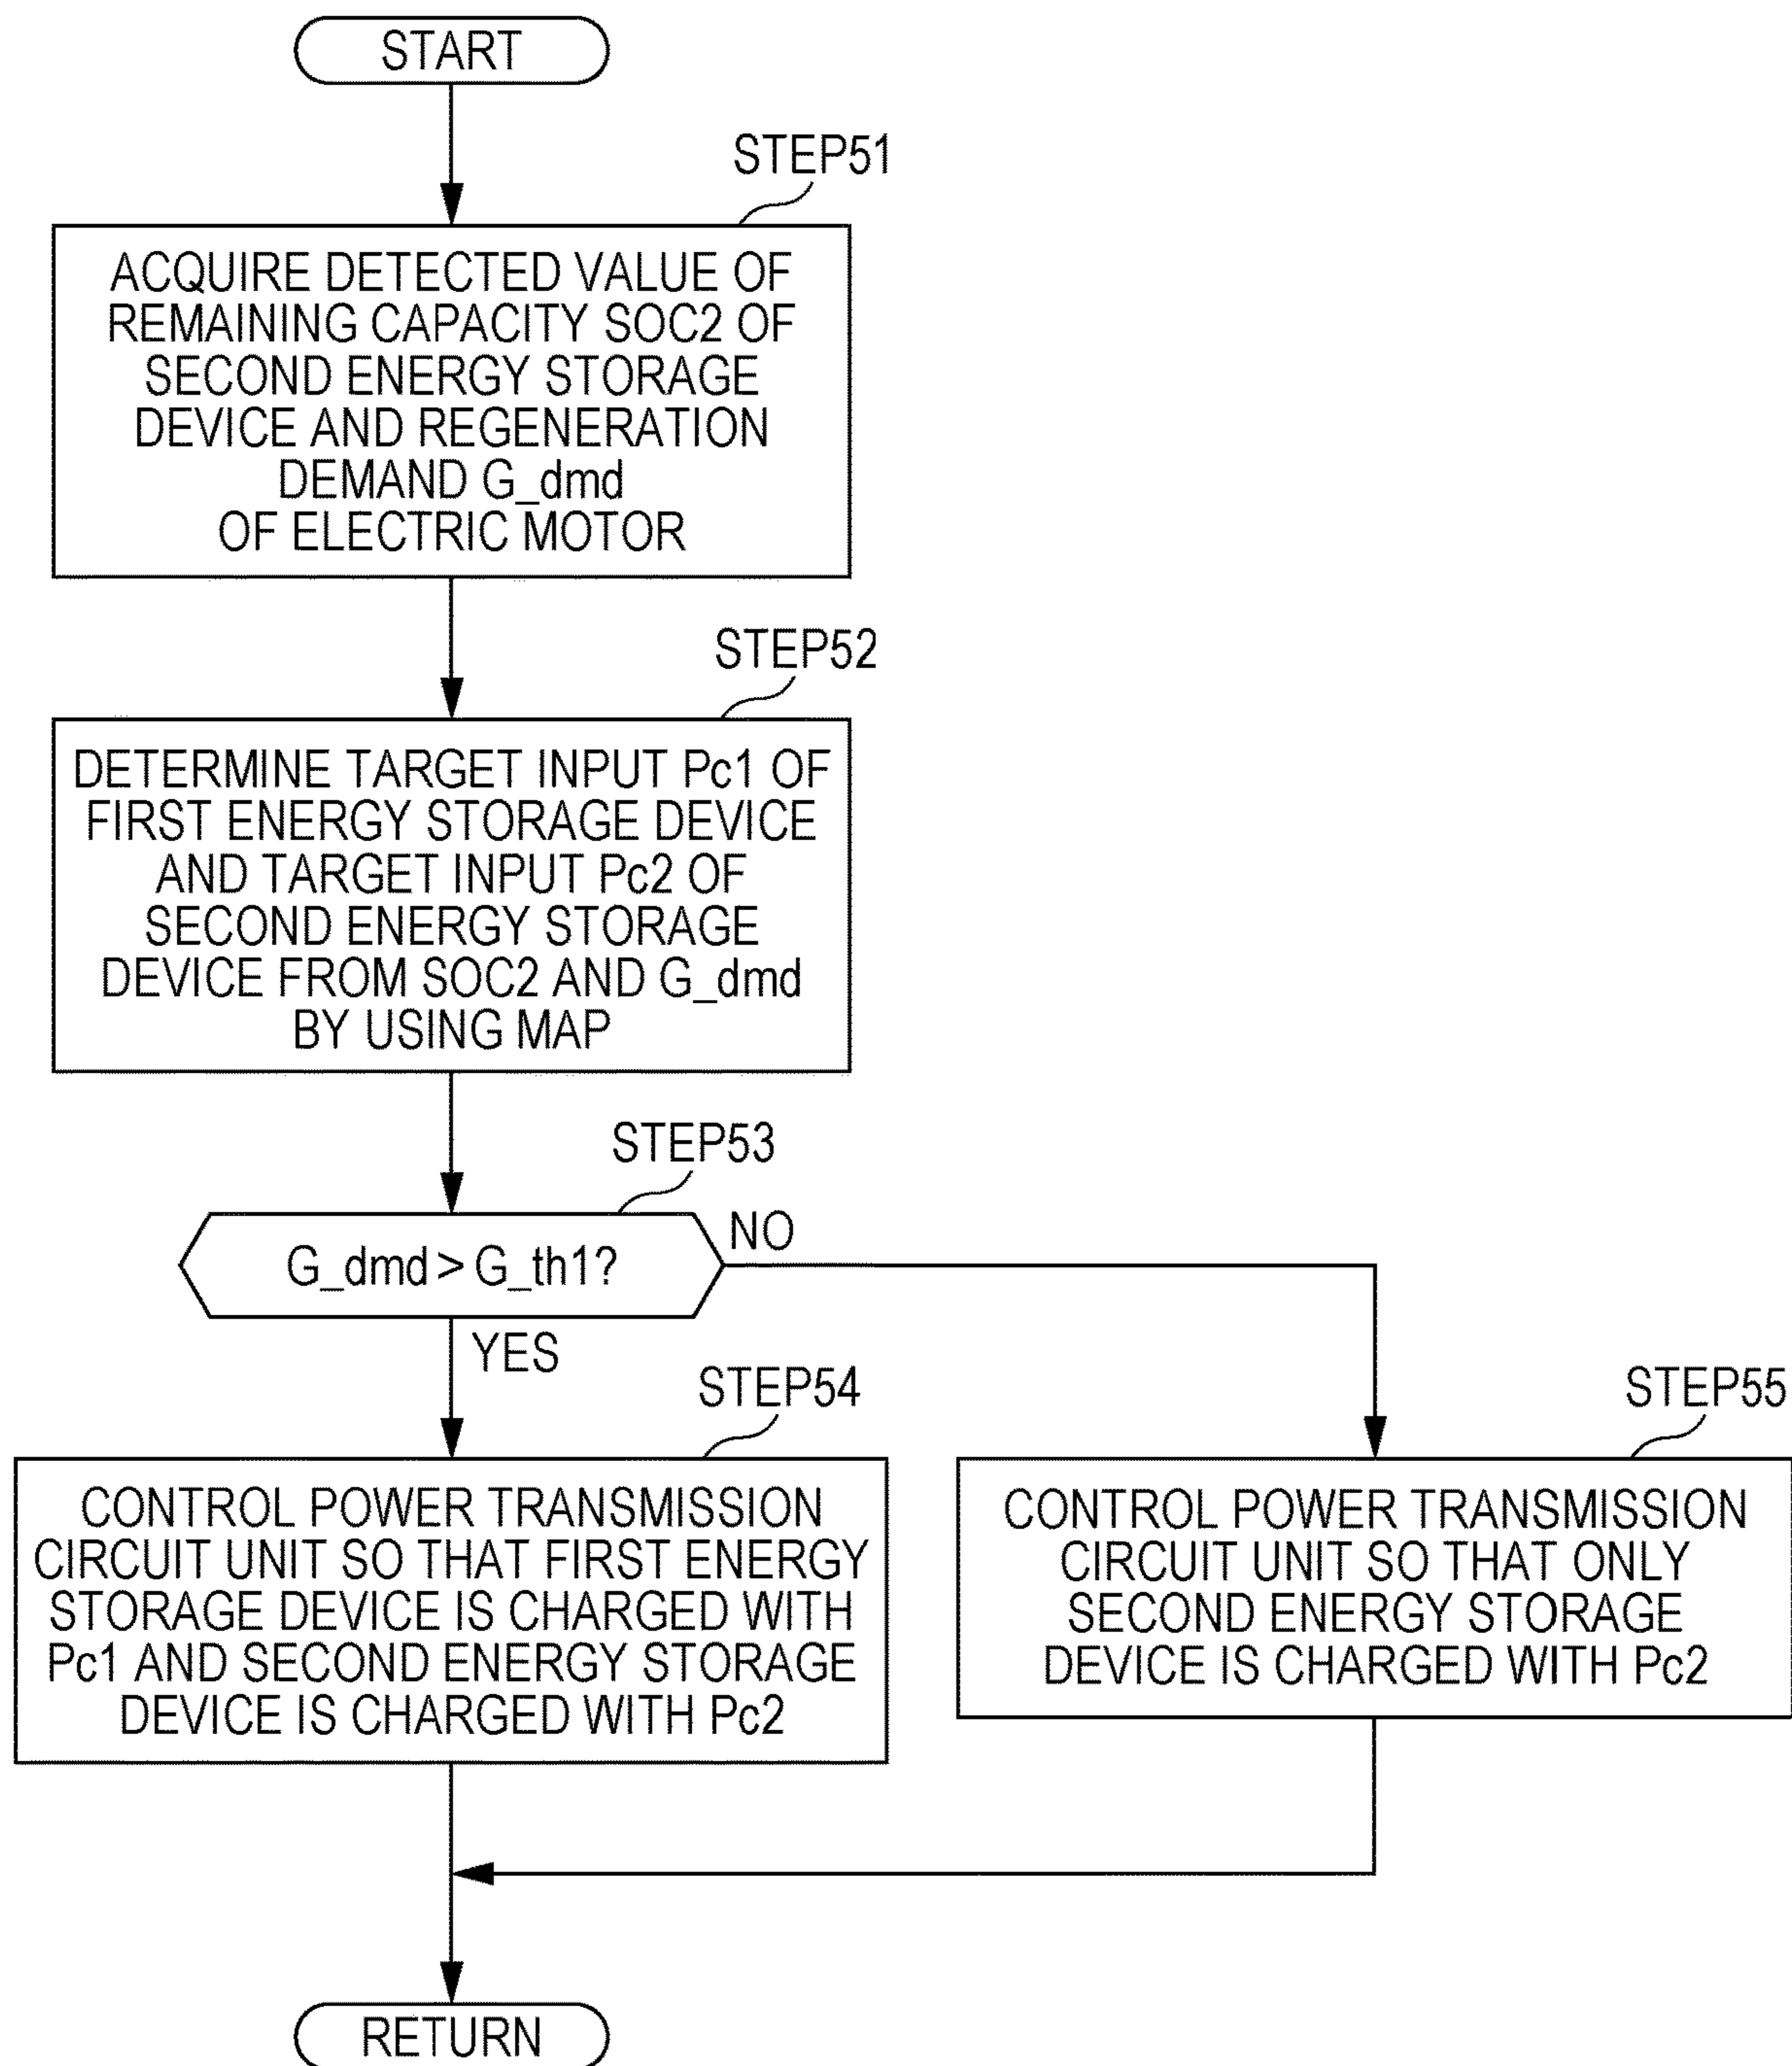 START
STEP51
ACQUIRE DETECTED VALUE OF
REMAINING CAPACITY SOC2 OF
SECOND ENERGY STORAGE
DEVICE AND REGENERATION
DEMAND G_dmd
OF ELECTRIC MOTOR
STEP52
DETERMINE TARGET INPUT Pc1 OF
FIRST ENERGY STORAGE DEVICE
AND TARGET INPUT Pc2 OF
SECOND ENERGY STORAGE
DEVICE FROM SOC2 AND G_dmd
BY USING MAP
STEP53
G_dmd > G_th1?
NO
YES
STEP54
CONTROL POWER TRANSMISSION
CIRCUIT UNIT SO THAT FIRST ENERGY
STORAGE DEVICE IS CHARGED WITH
Pc1 AND SECOND ENERGY STORAGE
DEVICE IS CHARGED WITH Pc2
STEP55
CONTROL POWER TRANSMISSION
CIRCUIT UNIT SO THAT ONLY
SECOND ENERGY STORAGE
DEVICE IS CHARGED WITH Pc2
RETURN